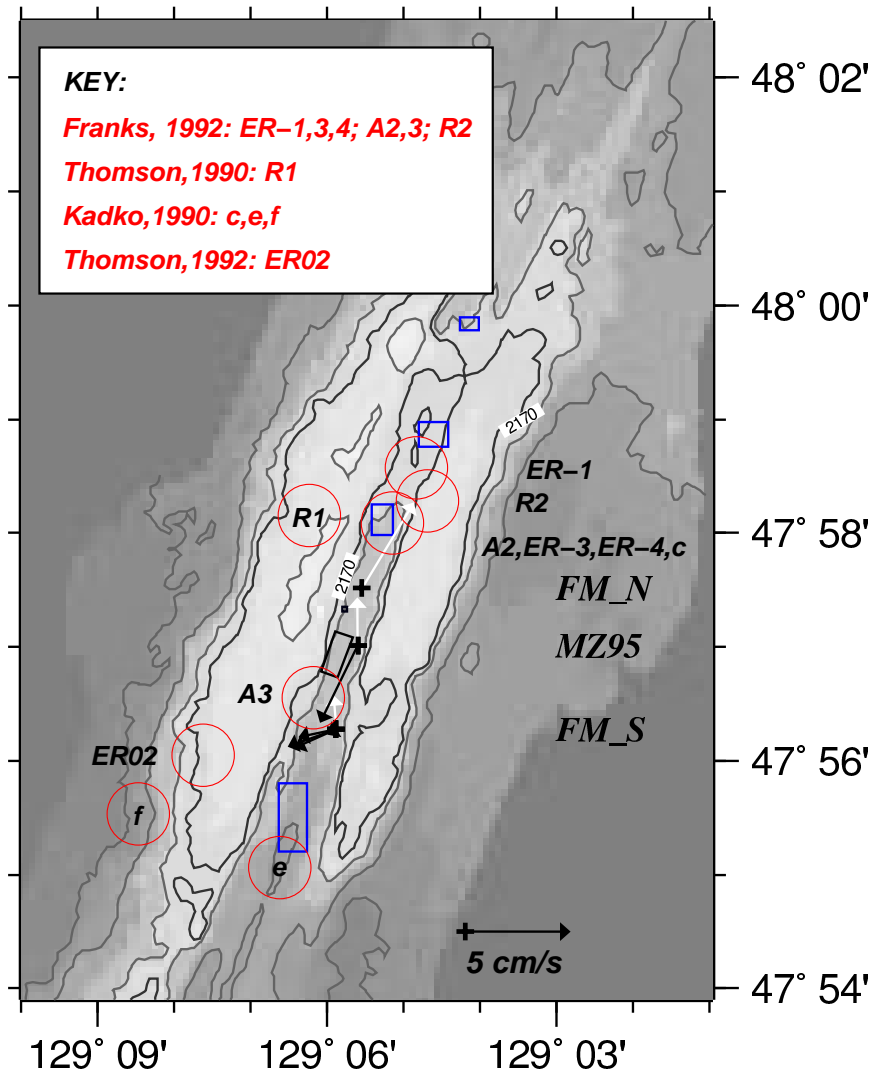 KEY:
Franks, 1992: ER−1,3,4; A2,3; R2
Thomson,1990: R1
Kadko,1990: c,e,f
Thomson,1992: ER02
48° 02'
48° 00'
2170
ER−1
R2
R1
47° 58'
A2,ER−3,ER−4,c
2170
FM_N
MZ95
A3
FM_S
ER02
47° 56'
f
e
5 cm/s
47° 54'
129° 09'
129° 06'
129° 03'